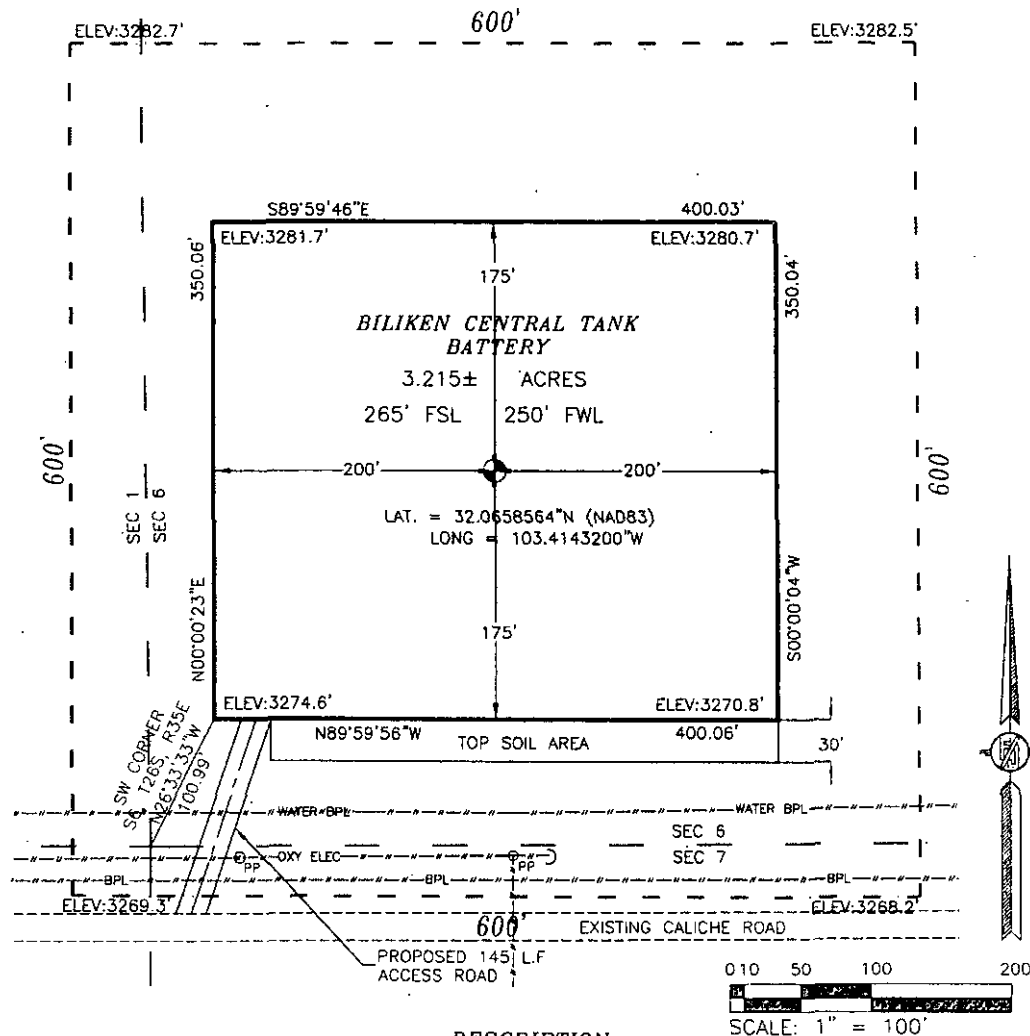 600'
ELEV:3282.7'
ELEV:3282.5'
S89°59'46"E
400.03'
ELEV:3281.7'
ELEV:3280.7'
350.06'
350.04'
175'
BILIKEN CENTRAL TANK
BATTERY
3.215± ACRES
265' FSL 250' FWL
600'
600'
200'
200'
SEC 1
SEC 6
LAT. = 32.0658564"N (NAD83)
LONG = 103.4143200"W
N00°00'23"E
S00°00'04"W
175'
ELEV:3274.6'
ELEV:3270.8'
N89°59'56"W
400.06'
TOP SOIL AREA
30'
SW CORNER
S6, T26S, R35E
N26°33'33"W
100.99'
WATER BPL
WATER BPL
SEC 6
SEC 7
OXY ELEC
PP
PP
BPL
BPL
BPL
ELEV:3269.3'
ELEV:3268.2'
600'
EXISTING CALICHE ROAD
PROPOSED 145 L.F
ACCESS ROAD
0 10 50 100 200
SCALE: 1" = 100'
DESCRIPTION